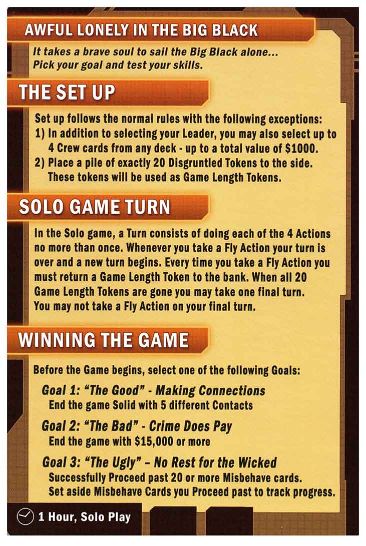 AWFUL LONELY IN THE BIG BLACK
It takes a brave soul to sail the Big Black alone...
Pick your goal and test your skills.
THE SET UP
Set up follows the normal rules with the following exceptions:
1) In addition to selecting your Leader, you may also select up to
4 Crew cards from any deck - up to a total value of $1000.
2) Place a pile of exactly 20 Disgruntled Tokens to the side.
These tokens will be used as Game Length Tokens.
SOLO GAME TURN
In the Solo game, a Turn consists of doing each of the 4 Actions
no more than once. Whenever you take a Fly Action your turn is
over and a new turn begins. Every time you take a Fly Action you
must return a Game Length Token to the bank. When all 20
Game Length Tokens are gone you may take one final turn.
You may not take a Fly Action on your final turn.
WINNING THE GAME
Before the Game begins, select one of the following Goals:
Goal 1: "The Good" - Making Connections
End the game Solid with 5 different Contacts
Goal 2: "The Bad" - Crime Does Pay
End the game with $15,000 or more
Goal 3: "The Ugly" – No Rest for the Wicked
Successfully Proceed past 20 or more Misbehave cards.
Set aside Misbehave Cards you Proceed past to track progress.
1 Hour, Solo Play